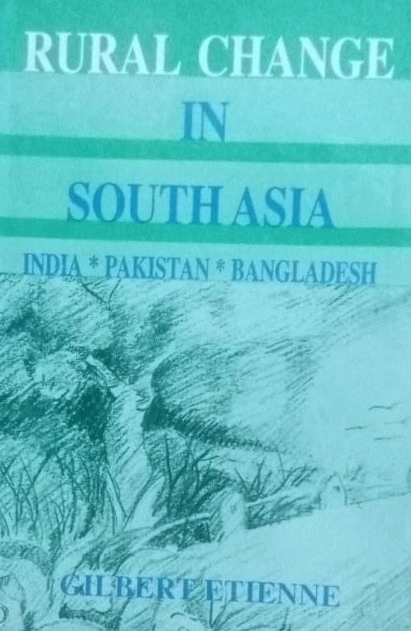 RURAL CHANGE
IN
SOUTH ASIA
INDIA * PAKISTAN * BANGLADESH
GILBERT ETIENNE